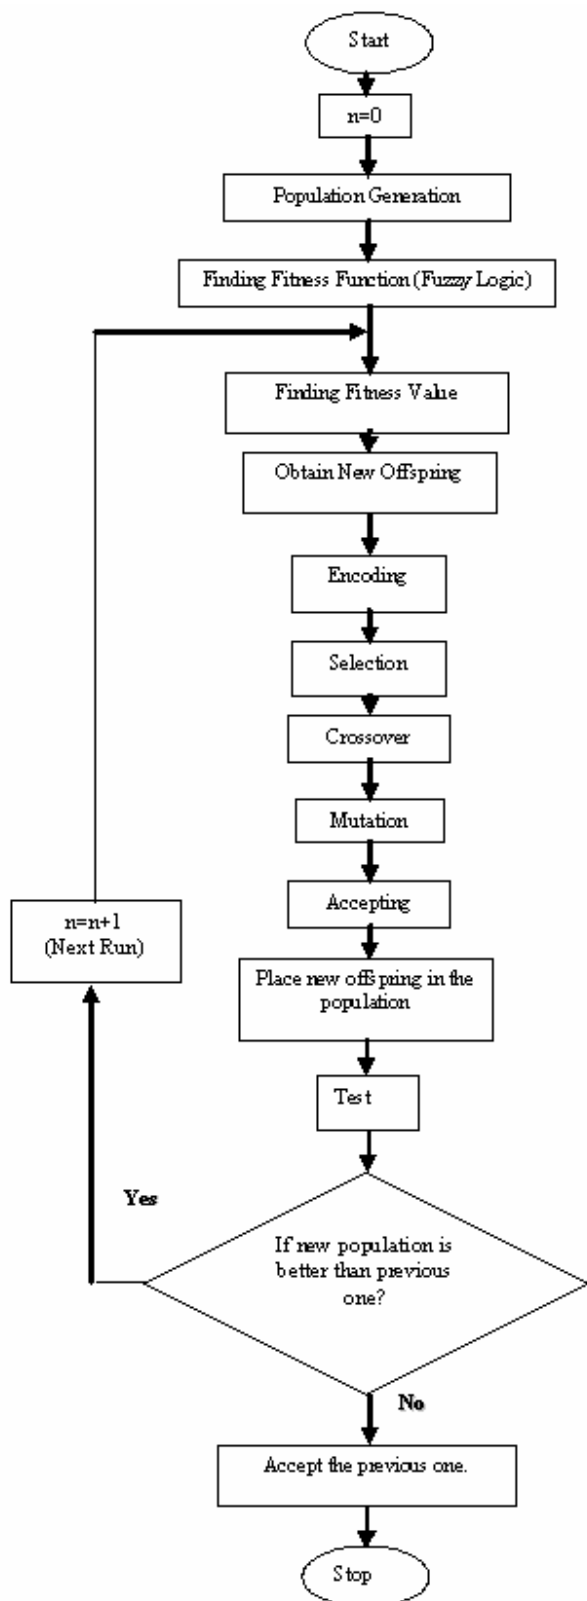 Start
n=0
Population Generation
Finding Fitness Function (Fuzzy Logic)
Finding Fitness Value
Obtain New Offspring
Encoding
Selection
Crossover
Mutation
Accepting
n=n+1
(Next Run)
Place new offspring in the
population
Test
Yes
If new population is
better than previous
one?
No
Accept the previous one.
Stop